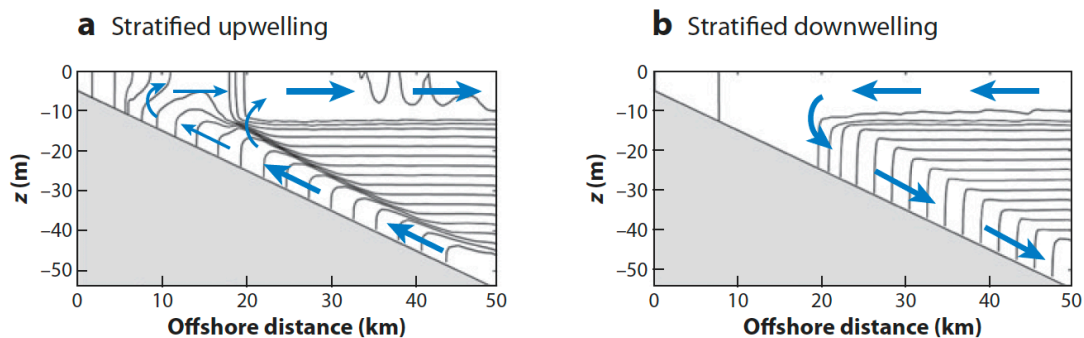 a Stratified upwelling
0
–10
–20
–30
–40
–50
z (m)
0 10 20 30 40 50
Offshore distance (km)
b Stratified downwelling
0
–10
–20
–30
–40
–50
z (m)
0 10 20 30 40 50
Offshore distance (km)